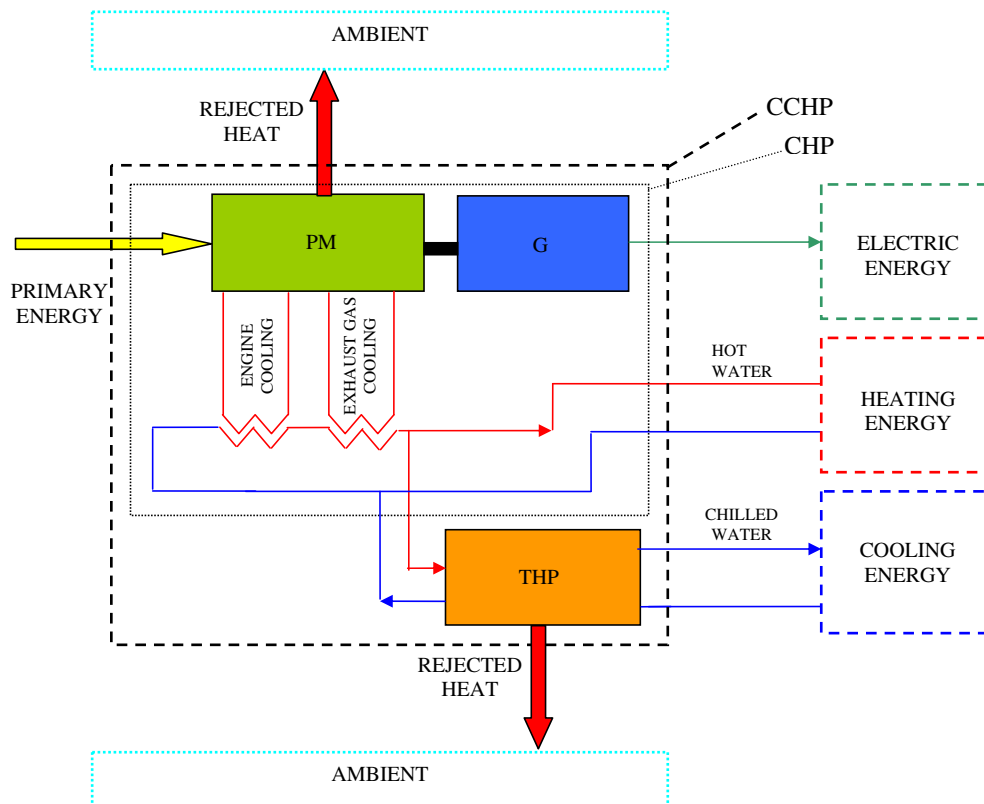 AMBIENT
REJECTED
HEAT
CCHP
CHP
PM
G
ELECTRIC
ENERGY
PRIMARY
ENERGY
ENGINE
COOLING
EXHAUST GAS
COOLING
HOT
WATER
HEATING
ENERGY
CHILLED
WATER
COOLING
ENERGY
THP
REJECTED
HEAT
AMBIENT